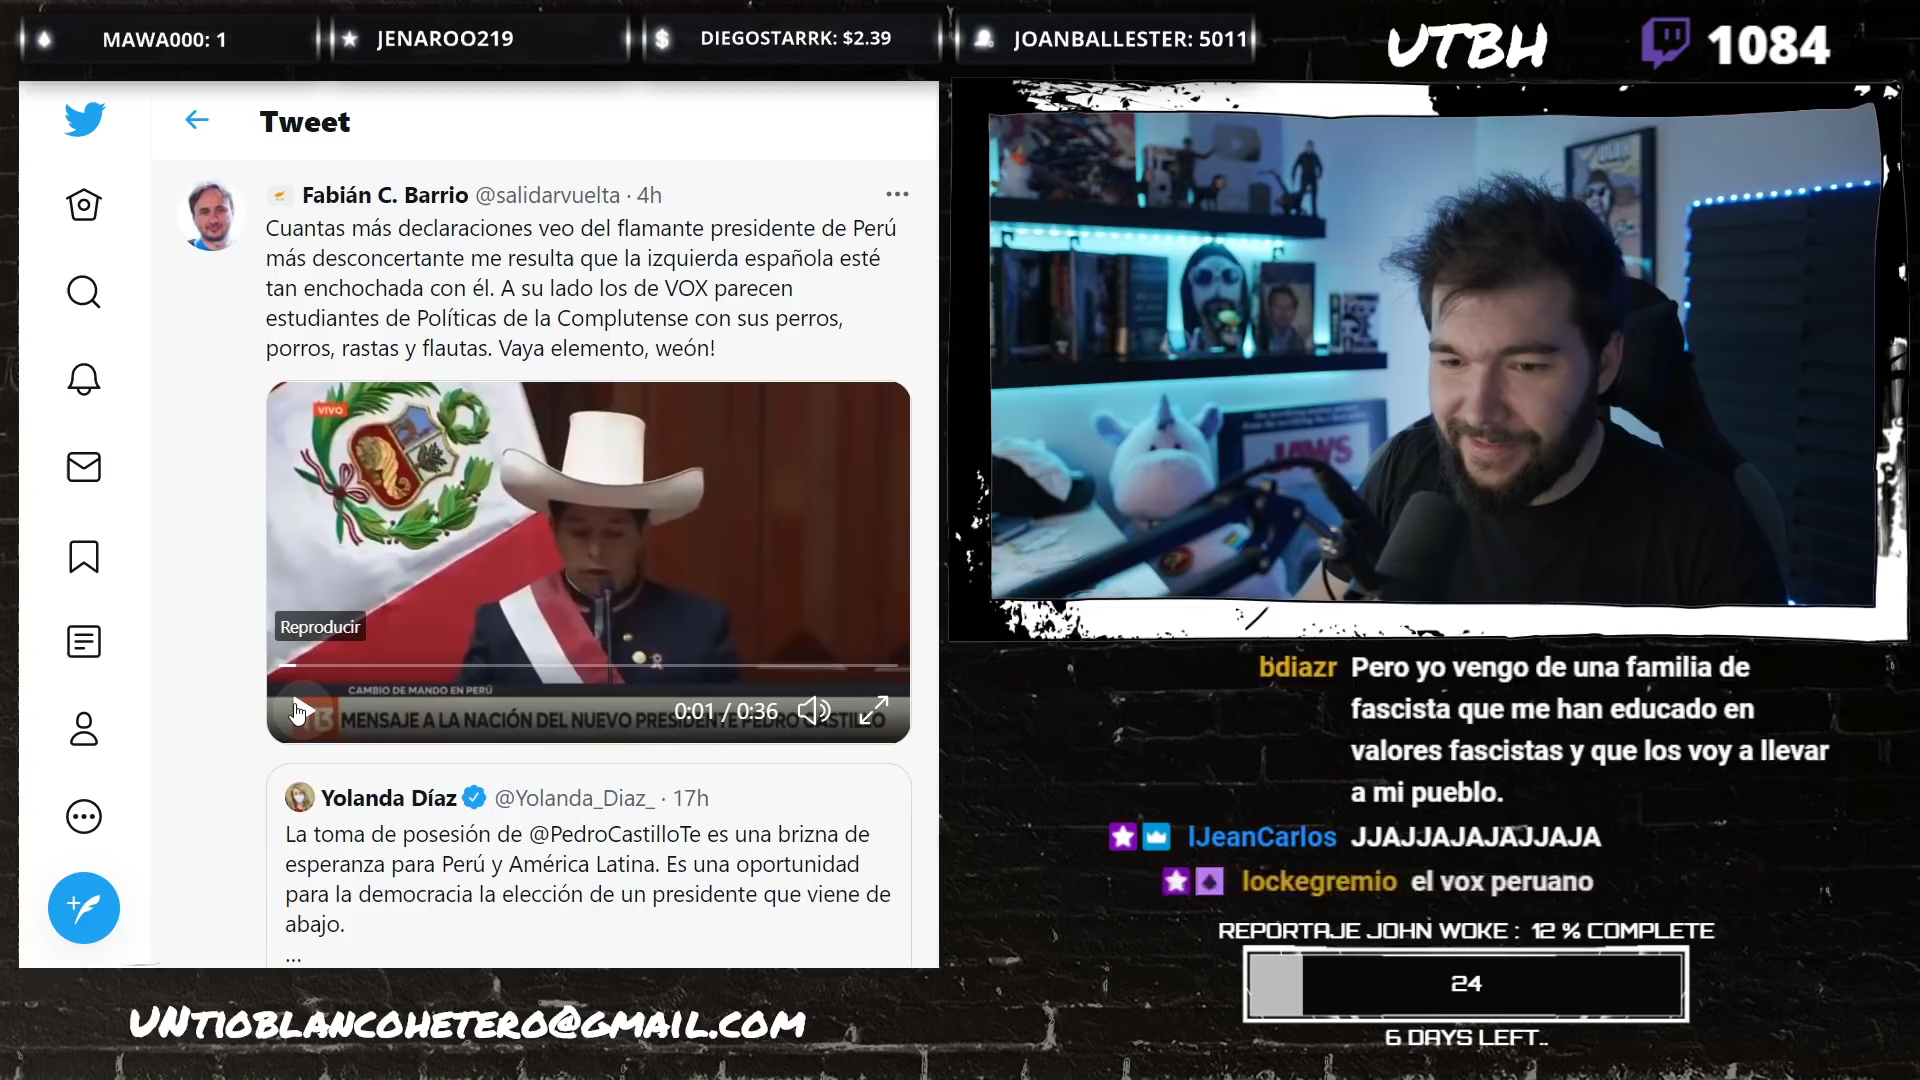 MAWA000: 1
JENAROO219
DIEGOSTARRK: $2.39
JOANBALLESTER: 5011
UTBH
1084
Tweet
Fabián C. Barrio @salidarvuelta · 4h
Cuantas más declaraciones veo del flamante presidente de Perú
más desconcertante me resulta que la izquierda española esté
tan enchochada con él. A su lado los de VOX parecen
estudiantes de Políticas de la Complutense con sus perros,
porros, rastas y flautas. Vaya elemento, weón!
VIVO
Reproducir
CAMBIO DE MANDO EN PERÚ
13 MENSAJE A LA NACIÓN DEL NUEVO PRESIDENTE PEDRO CASTILLO
0:01 / 0:36
Yolanda Díaz @Yolanda_Diaz_ · 17h
La toma de posesión de @PedroCastilloTe es una brizna de
esperanza para Perú y América Latina. Es una oportunidad
para la democracia la elección de un presidente que viene de
abajo.
...
JAWS
bdiazr Pero yo vengo de una familia de
fascista que me han educado en
valores fascistas y que los voy a llevar
a mi pueblo.
lJeanCarlos JJAJJAJAJAJJAJA
lockegremio el vox peruano
REPORTAJE JOHN WOKE : 12 % COMPLETE
24
6 DAYS LEFT..
UNTIOBLANCOHETERO@GMAIL.COM